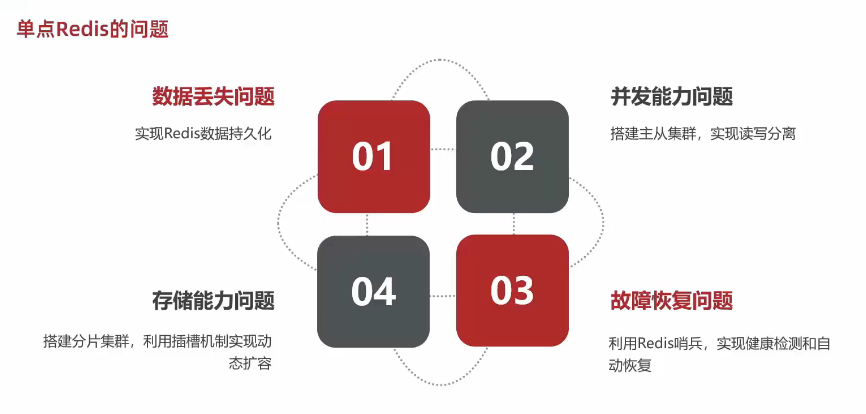 单点Redis的问题
数据丢失问题
实现Redis数据持久化
01
02
并发能力问题
搭建主从集群，实现读写分离
存储能力问题
搭建分片集群，利用插槽机制实现动
态扩容
04
03
故障恢复问题
利用Redis哨兵，实现健康检测和自
动恢复